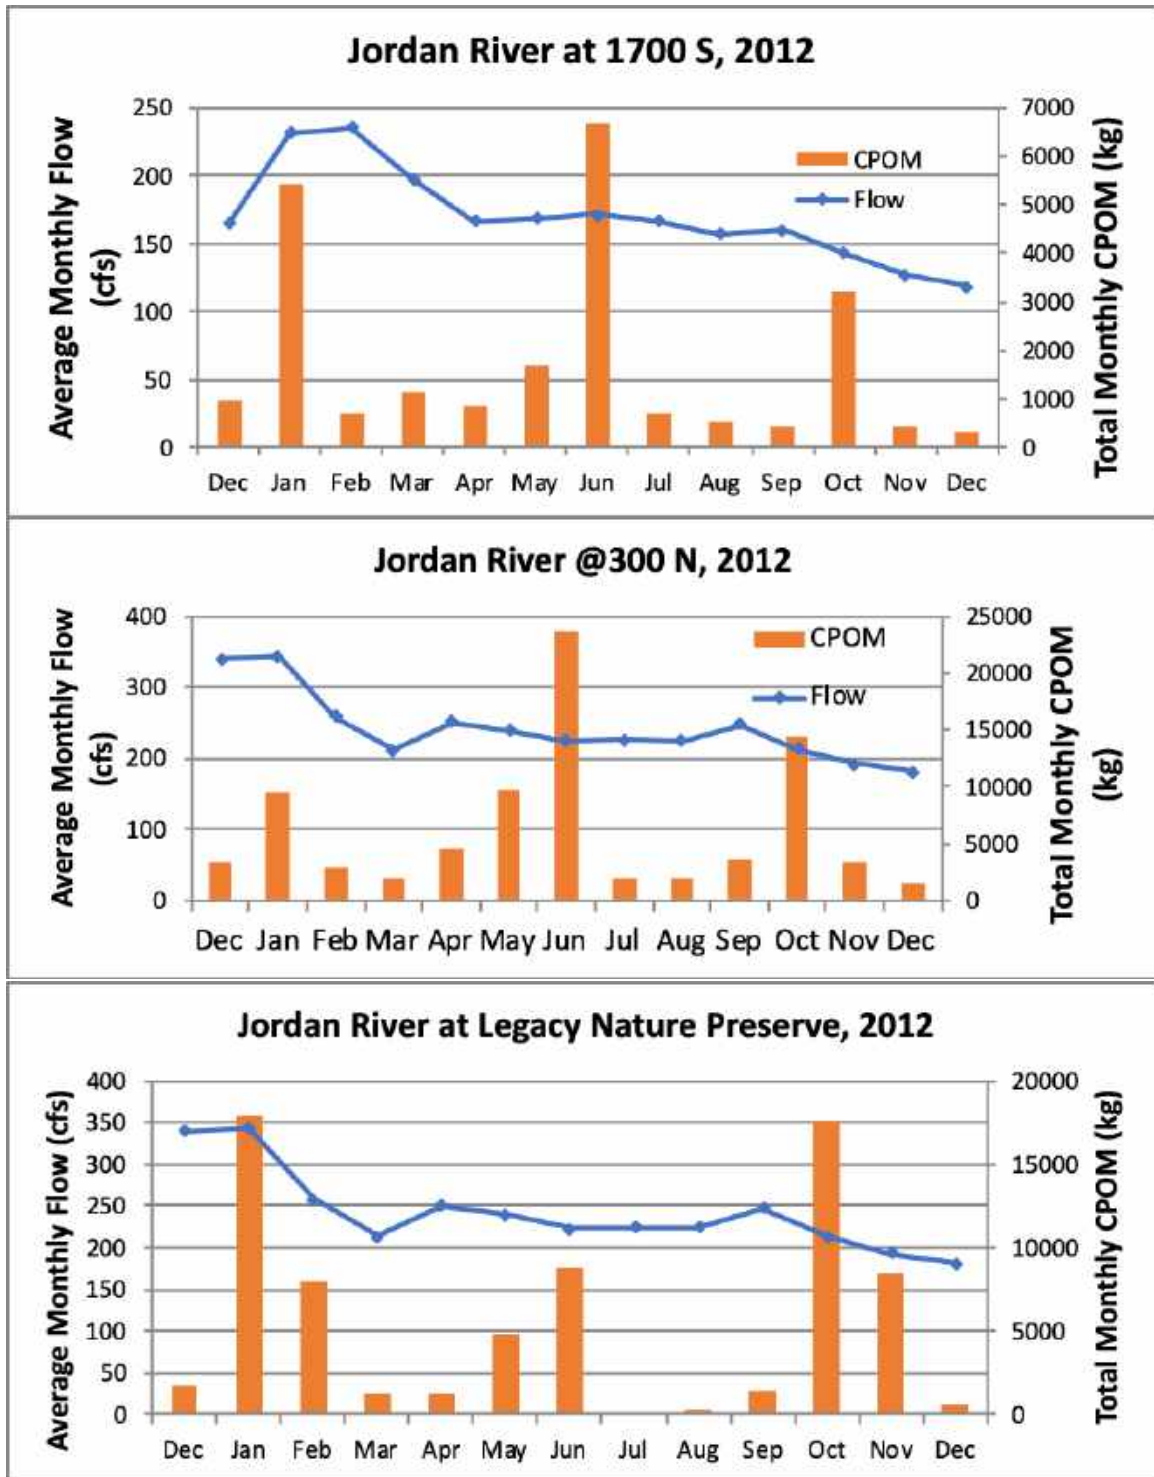 Jordan River at 1700 S, 2012
Average Monthly Flow
(cfs)
250
200
150
100
50
0
CPOM
Flow
7000
6000
5000
4000
3000
2000
1000
0
Total Monthly CPOM (kg)
Dec Jan Feb Mar Apr May Jun Jul Aug Sep Oct Nov Dec
Jordan River @300 N, 2012
Average Monthly Flow
(cfs)
400
300
200
100
0
CPOM
Flow
25000
20000
15000
10000
5000
0
Total Monthly CPOM
(kg)
Dec Jan Feb Mar Apr May Jun Jul Aug Sep Oct Nov Dec
Jordan River at Legacy Nature Preserve, 2012
Average Monthly Flow (cfs)
400
350
300
250
200
150
100
50
0
20000
15000
10000
5000
0
Total Monthly CPOM (kg)
Dec Jan Feb Mar Apr May Jun Jul Aug Sep Oct Nov Dec